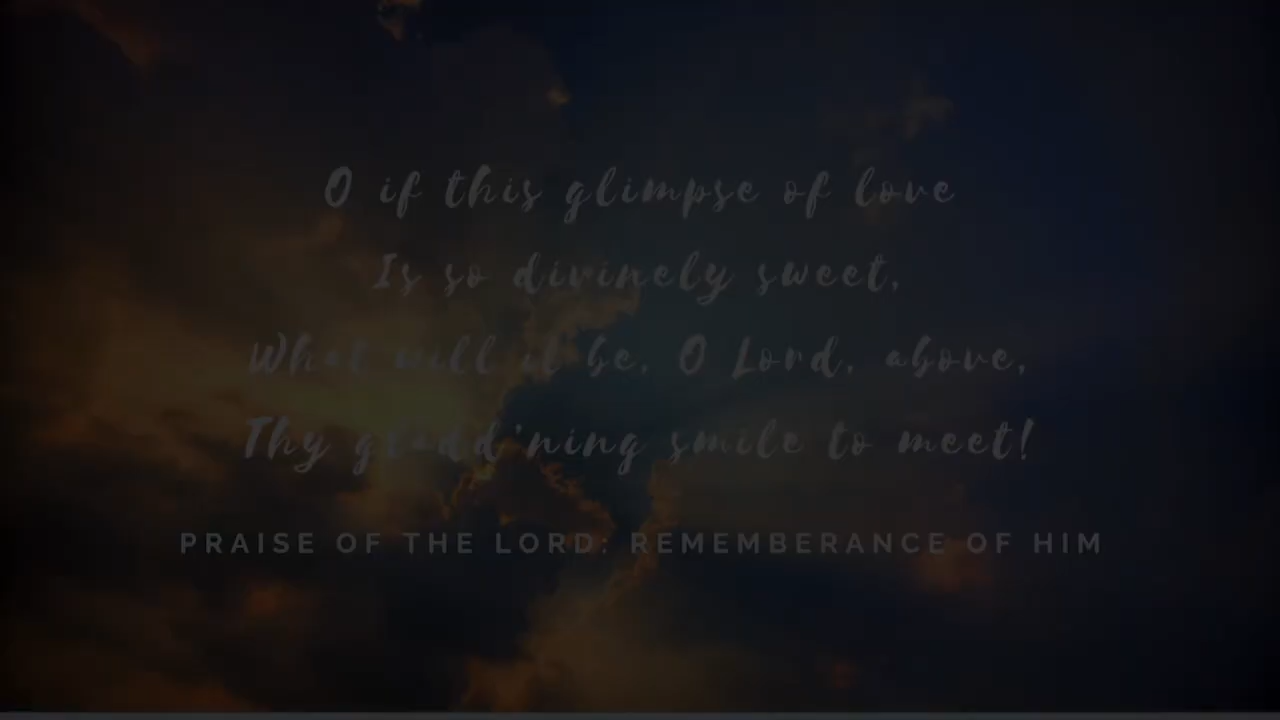 O if this glimpse of love
Is so divinely sweet,
What will it be, O Lord, above,
Thy gladd'ning smile to meet!
PRAISE OF THE LORD: REMEMBERANCE OF HIM